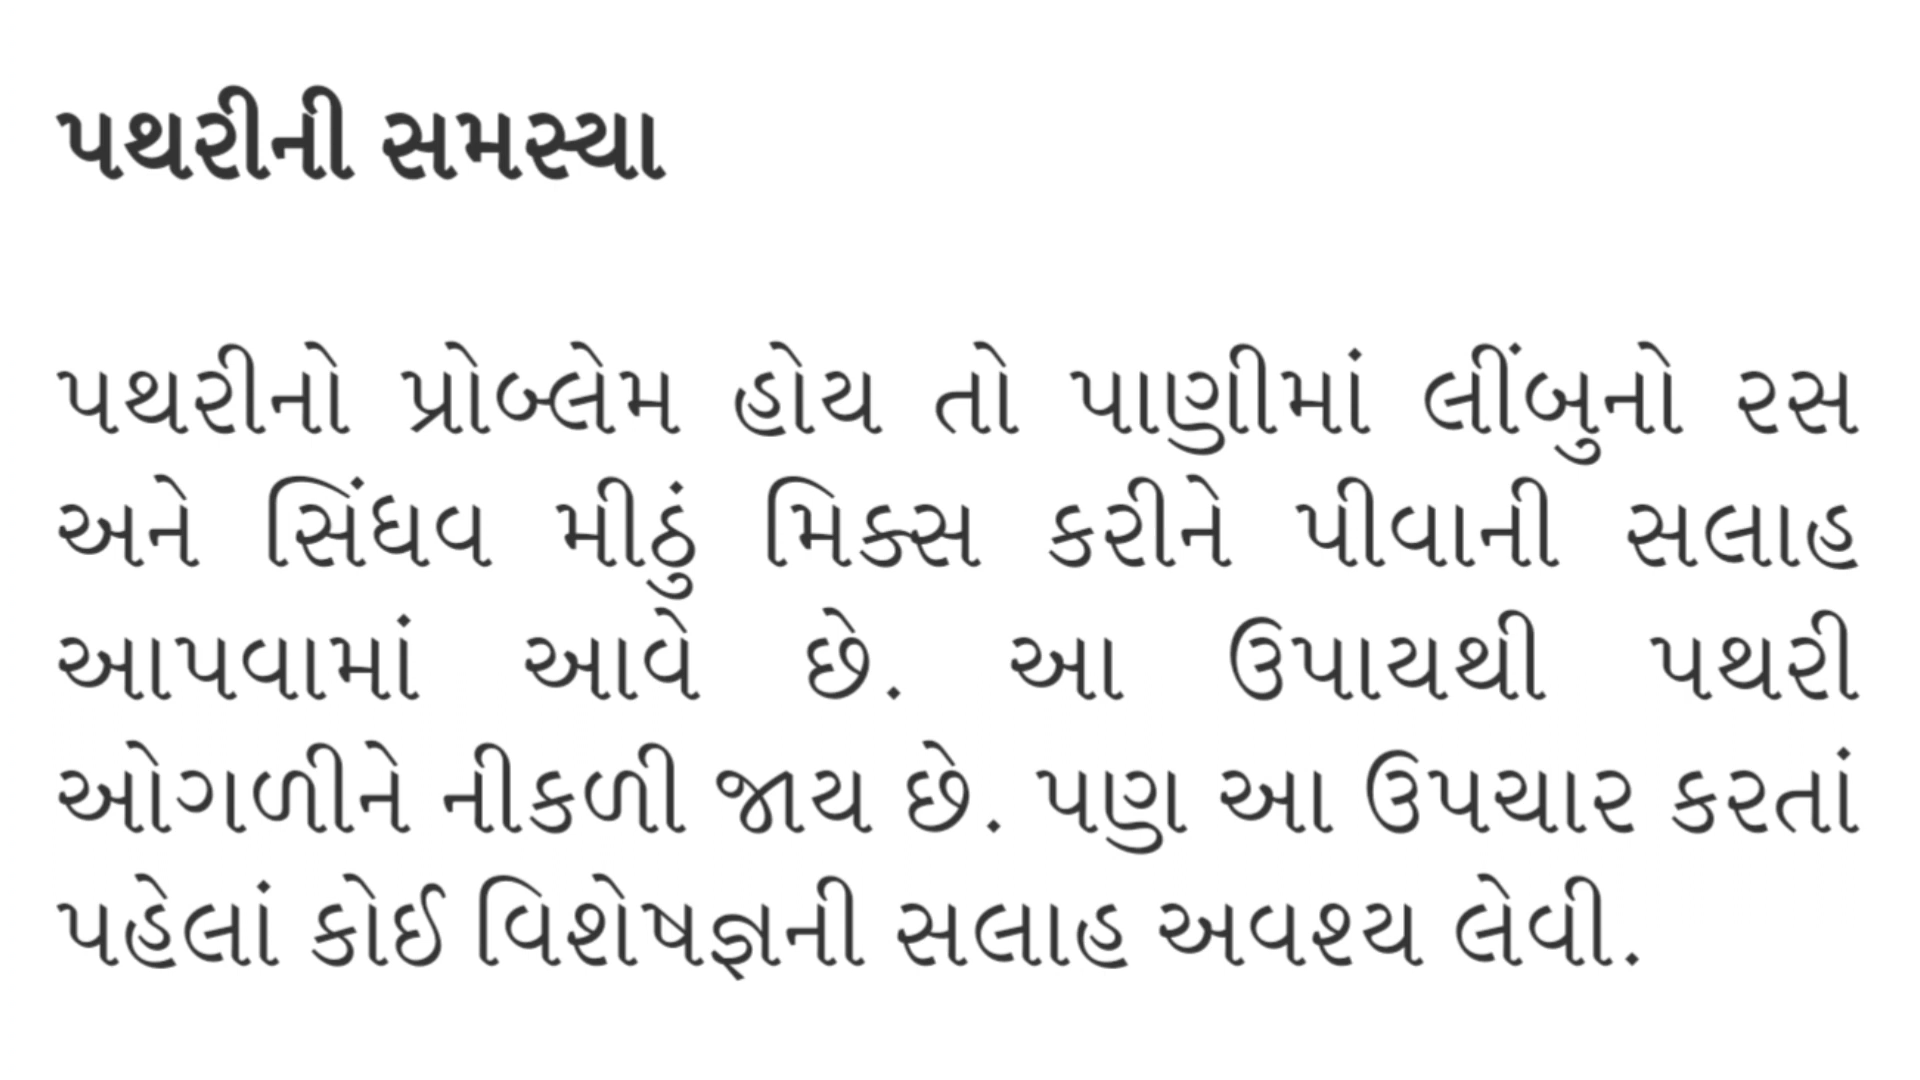 પથરીની સમસ્યા
પથરીનો પ્રોબ્લેમ હોય તો પાણીમાં લીંબુનો રસ
અને સિંધવ મીઠું મિક્સ કરીને પીવાની સલાહ
આપવામાં આવે છે. આ ઉપાયથી પથરી
ઓગળીને નીકળી જાય છે. પણ આ ઉપચાર કરતાં
પહેલાં કોઈ વિશેષજ્ઞની સલાહ અવશ્ય લેવી.